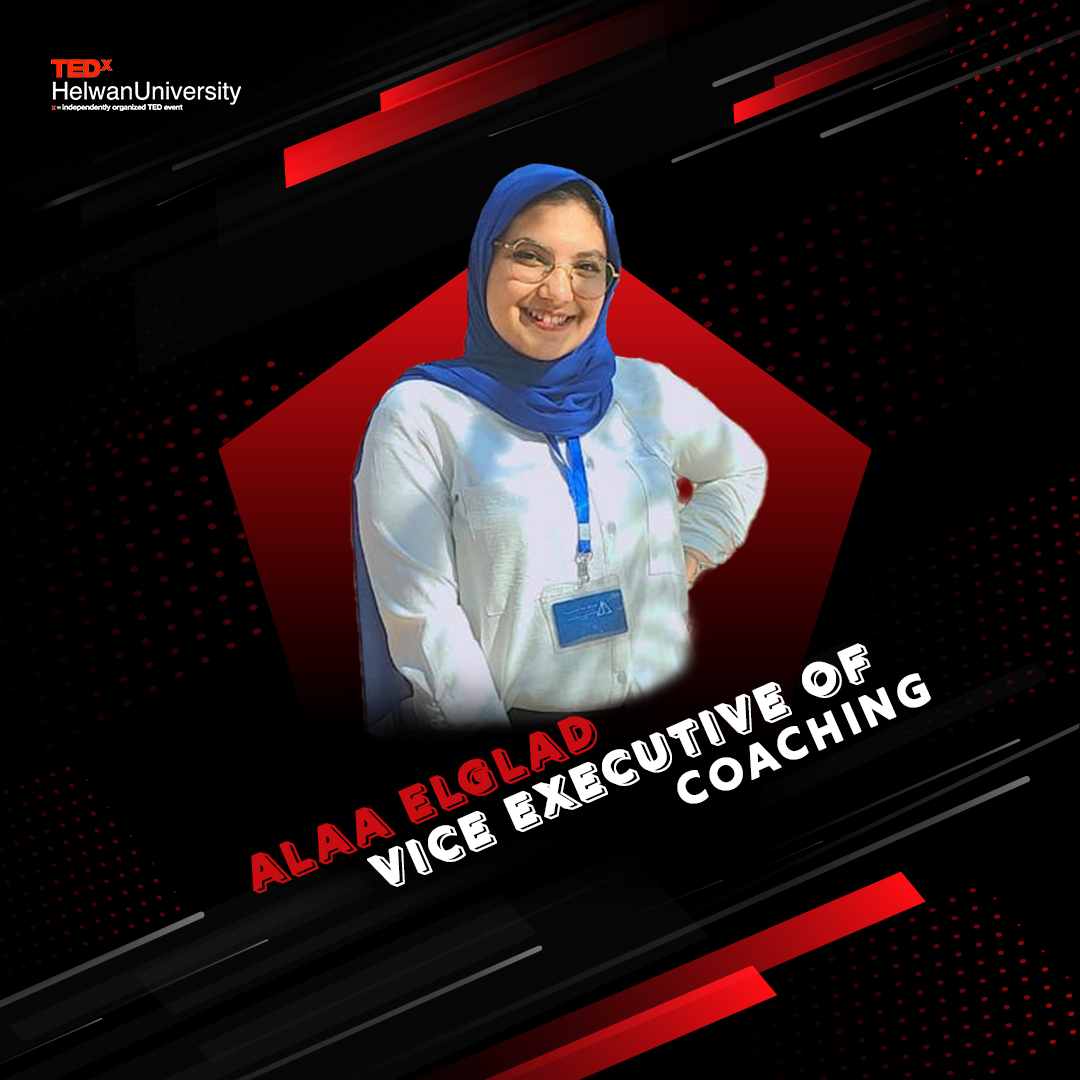 TEDx
HelwanUniversity
x = independently organized TED event
ALAA ELGLAD
VICE EXECUTIVE OF
COACHING